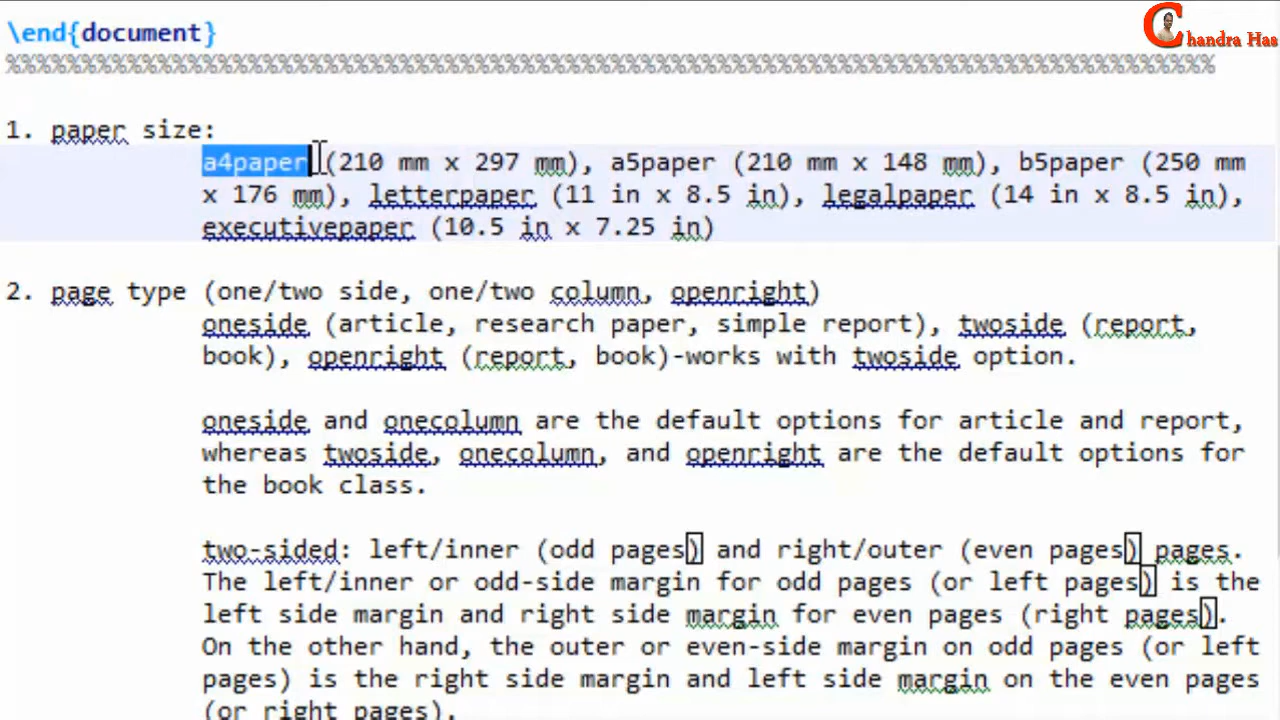 \end{document}
Chandra Has
%%%%%%%%%%%%%%%%%%%%%%%%%%%%%%%%%%%%%%%%%%%%%%%%%%%%%%%%%%%%%%%%%%%%%%%%%%%%%%%%%%
1. paper size:
a4paper (210 mm x 297 mm), a5paper (210 mm x 148 mm), b5paper (250 mm
x 176 mm), letterpaper (11 in x 8.5 in), legalpaper (14 in x 8.5 in),
executivepaper (10.5 in x 7.25 in)
2. page type (one/two side, one/two column, openright)
oneside (article, research paper, simple report), twoside (report,
book), openright (report, book)-works with twoside option.
oneside and onecolumn are the default options for article and report,
whereas twoside, onecolumn, and openright are the default options for
the book class.
two-sided: left/inner (odd pages) and right/outer (even pages) pages.
The left/inner or odd-side margin for odd pages (or left pages) is the
left side margin and right side margin for even pages (right pages).
On the other hand, the outer or even-side margin on odd pages (or left
pages) is the right side margin and left side margin on the even pages
(or right pages).